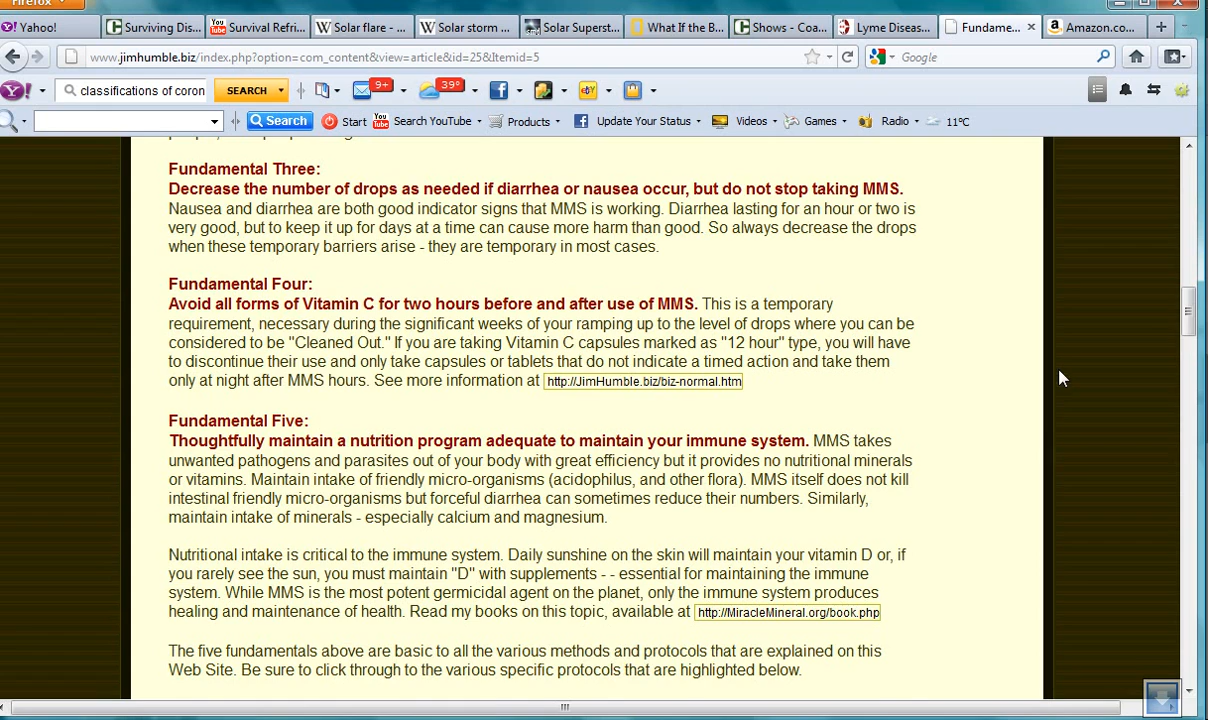 Firefox
Yahoo!
Surviving Dis...
Survival Refri...
Solar flare - ...
Solar storm ...
Solar Superst...
What If the B...
Shows - Coa...
Lyme Diseas...
Fundame...
Amazon.co...
www.jimhumble.biz/index.php?option=com_content&view=article&id=25&Itemid=5
Google
classifications of coron
SEARCH
9+
39°
Search
Start
Search YouTube
Products
Update Your Status
Videos
Games
Radio
11°C
Fundamental Three:
Decrease the number of drops as needed if diarrhea or nausea occur, but do not stop taking MMS.
Nausea and diarrhea are both good indicator signs that MMS is working. Diarrhea lasting for an hour or two is
very good, but to keep it up for days at a time can cause more harm than good. So always decrease the drops
when these temporary barriers arise - they are temporary in most cases.
Fundamental Four:
Avoid all forms of Vitamin C for two hours before and after use of MMS. This is a temporary
requirement, necessary during the significant weeks of your ramping up to the level of drops where you can be
considered to be "Cleaned Out." If you are taking Vitamin C capsules marked as "12 hour" type, you will have
to discontinue their use and only take capsules or tablets that do not indicate a timed action and take them
only at night after MMS hours. See more information at http://JimHumble.biz/biz-normal.htm
Fundamental Five:
Thoughtfully maintain a nutrition program adequate to maintain your immune system. MMS takes
unwanted pathogens and parasites out of your body with great efficiency but it provides no nutritional minerals
or vitamins. Maintain intake of friendly micro-organisms (acidophilus, and other flora). MMS itself does not kill
intestinal friendly micro-organisms but forceful diarrhea can sometimes reduce their numbers. Similarly,
maintain intake of minerals - especially calcium and magnesium.
Nutritional intake is critical to the immune system. Daily sunshine on the skin will maintain your vitamin D or, if
you rarely see the sun, you must maintain "D" with supplements - - essential for maintaining the immune
system. While MMS is the most potent germicidal agent on the planet, only the immune system produces
healing and maintenance of health. Read my books on this topic, available at http://MiracleMineral.org/book.php
The five fundamentals above are basic to all the various methods and protocols that are explained on this
Web Site. Be sure to click through to the various specific protocols that are highlighted below.